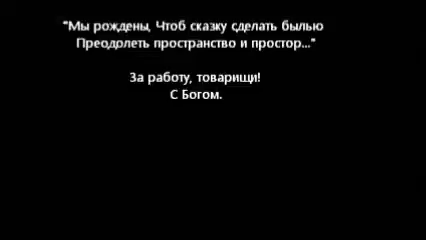 "Мы рождены, Чтоб сказку сделать былью
Преодолеть пространство и простор..."
За работу, товарищи!
С Богом.